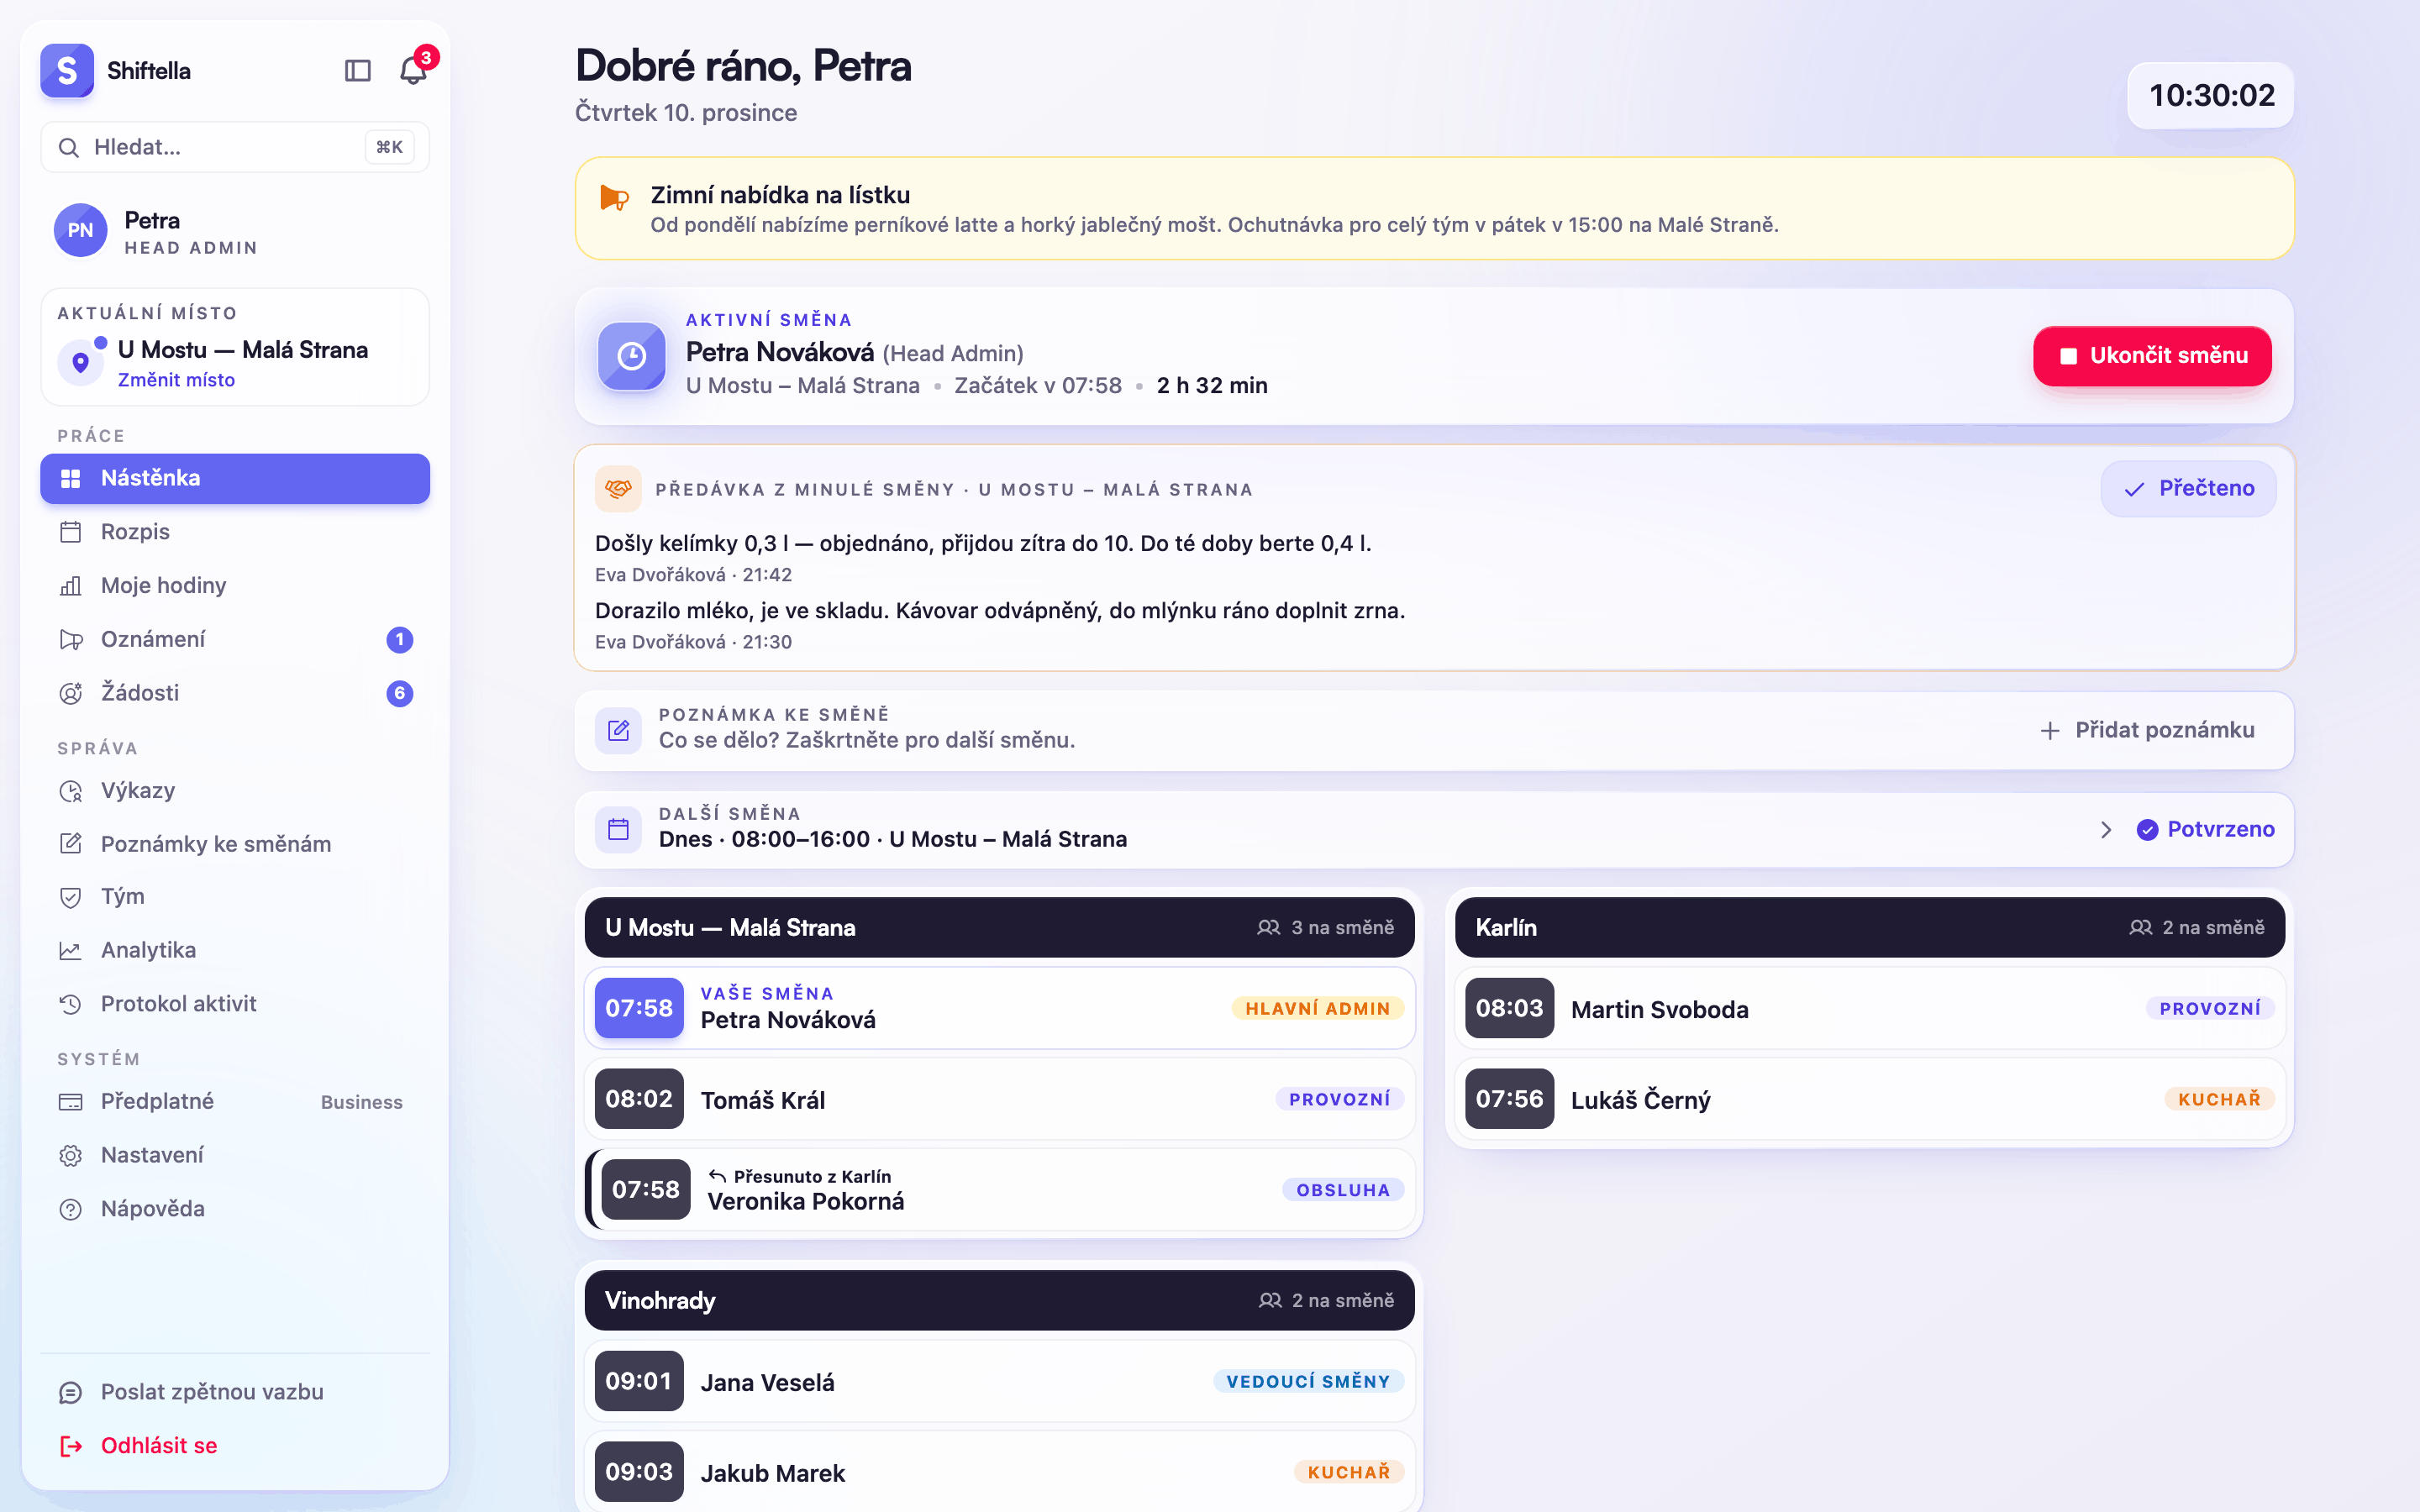 S
Shiftella
3
Hledat...
⌘K
PN
Petra
HEAD ADMIN
AKTUÁLNÍ MÍSTO
U Mostu — Malá Strana
Změnit místo
PRÁCE
Nástěnka
Rozpis
Moje hodiny
Oznámení
1
Žádosti
6
SPRÁVA
Výkazy
Poznámky ke směnám
Tým
Analytika
Protokol aktivit
SYSTÉM
Předplatné
Business
Nastavení
Nápověda
Poslat zpětnou vazbu
Odhlásit se
Dobré ráno, Petra
Čtvrtek 10. prosince
10:30:02
Zimní nabídka na lístku
Od pondělí nabízíme perníkové latte a horký jablečný mošt. Ochutnávka pro celý tým v pátek v 15:00 na Malé Straně.
AKTIVNÍ SMĚNA
Petra Nováková (Head Admin)
U Mostu – Malá Strana • Začátek v 07:58 • 2 h 32 min
Ukončit směnu
PŘEDÁVKA Z MINULÉ SMĚNY · U MOSTU – MALÁ STRANA
Přečteno
Došly kelímky 0,3 l — objednáno, přijdou zítra do 10. Do té doby berte 0,4 l.
Eva Dvořáková · 21:42
Dorazilo mléko, je ve skladu. Kávovar odvápněný, do mlýnku ráno doplnit zrna.
Eva Dvořáková · 21:30
POZNÁMKA KE SMĚNĚ
Co se dělo? Zaškrtněte pro další směnu.
Přidat poznámku
DALŠÍ SMĚNA
Dnes · 08:00–16:00 · U Mostu – Malá Strana
Potvrzeno
U Mostu — Malá Strana
3 na směně
07:58
VAŠE SMĚNA
Petra Nováková
HLAVNÍ ADMIN
08:02
Tomáš Král
PROVOZNÍ
07:58
Přesunuto z Karlín
Veronika Pokorná
OBSLUHA
Karlín
2 na směně
08:03
Martin Svoboda
PROVOZNÍ
07:56
Lukáš Černý
KUCHAŘ
Vinohrady
2 na směně
09:01
Jana Veselá
VEDOUCÍ SMĚNY
09:03
Jakub Marek
KUCHAŘ